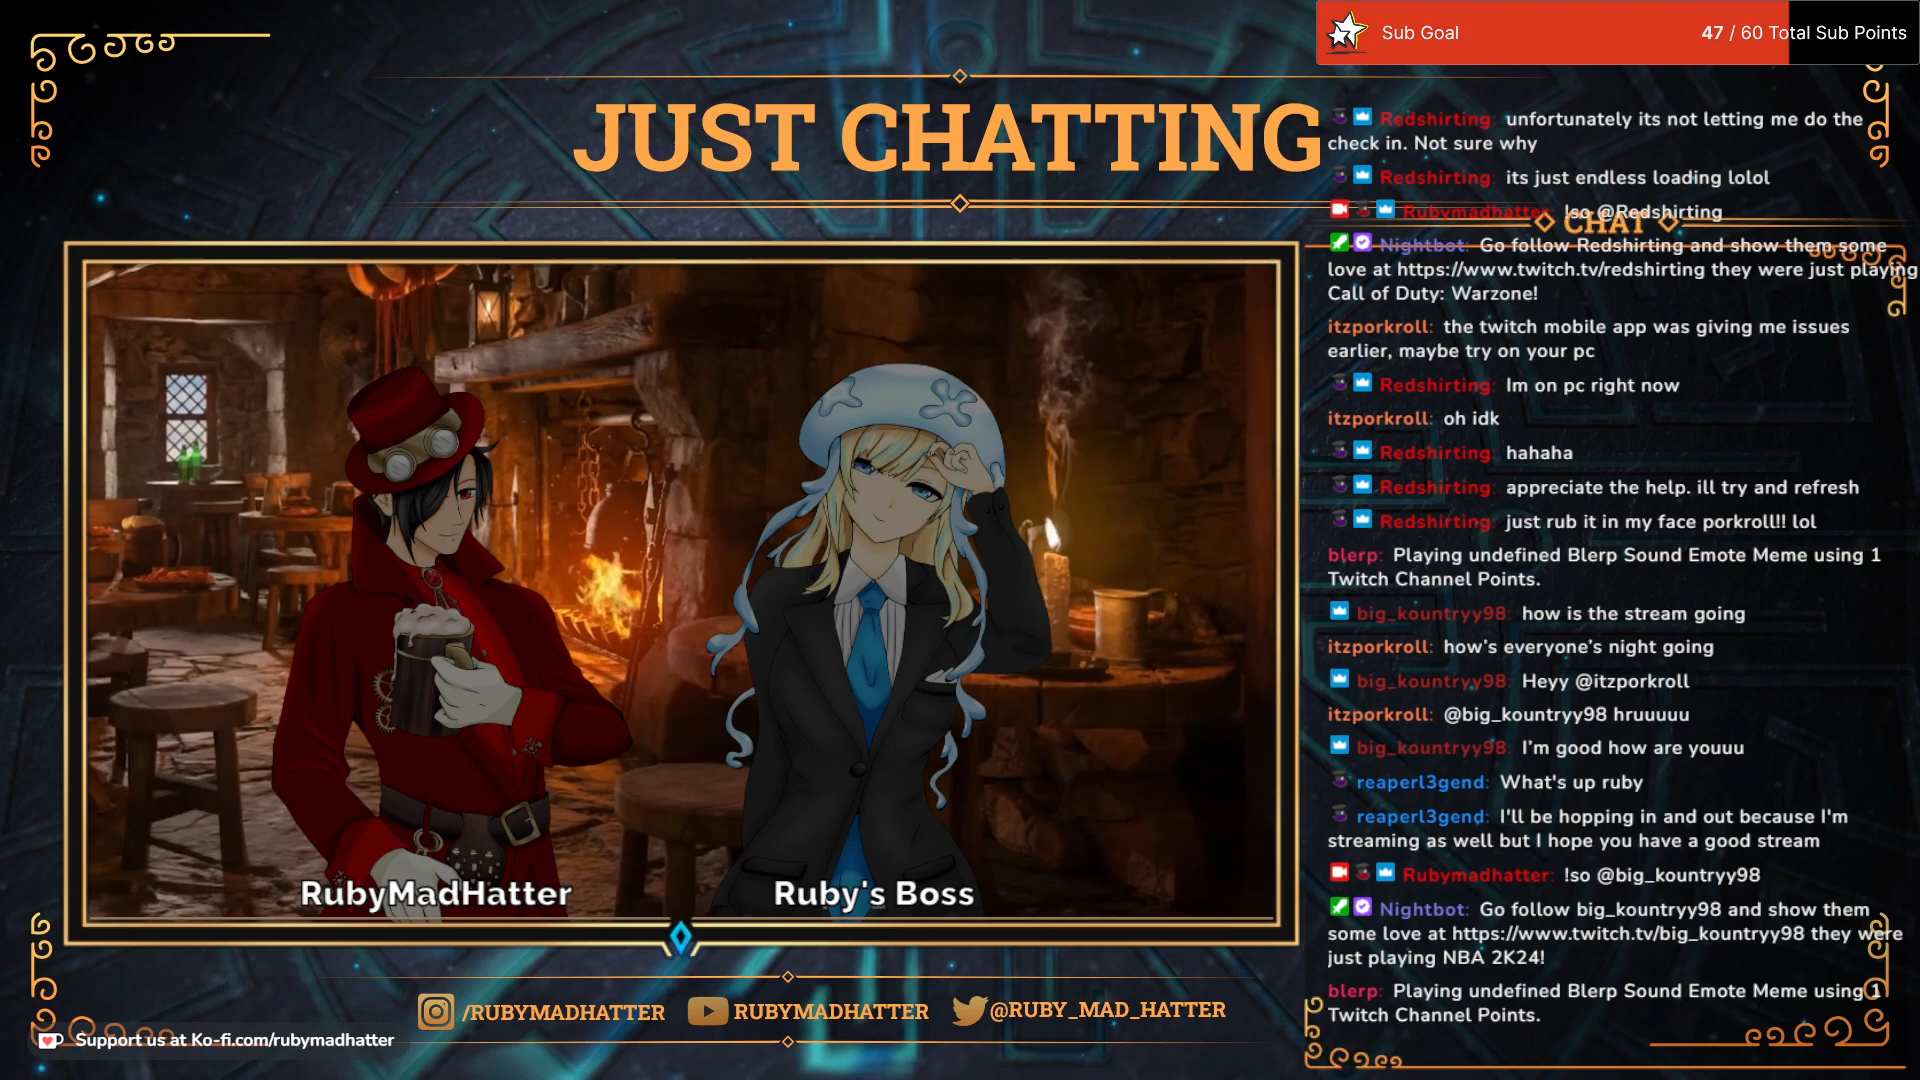 Sub Goal
47 / 60 Total Sub Points
JUST CHATTING
CHAT
Redshirting: unfortunately its not letting me do the
check in. Not sure why
Redshirting: its just endless loading lolol
Rubymadhatter: !so @Redshirting
Nightbot: Go follow Redshirting and show them some
love at https://www.twitch.tv/redshirting they were just playing
Call of Duty: Warzone!
itzporkroll: the twitch mobile app was giving me issues
earlier, maybe try on your pc
Redshirting: Im on pc right now
itzporkroll: oh idk
Redshirting: hahaha
Redshirting: appreciate the help. ill try and refresh
Redshirting: just rub it in my face porkroll!! lol
blerp: Playing undefined Blerp Sound Emote Meme using 1
Twitch Channel Points.
big_kountryy98: how is the stream going
itzporkroll: how's everyone's night going
big_kountryy98: Heyy @itzporkroll
itzporkroll: @big_kountryy98 hruuuuu
big_kountryy98: I'm good how are youuu
reaperl3gend: What's up ruby
reaperl3gend: I'll be hopping in and out because I'm
streaming as well but I hope you have a good stream
Rubymadhatter: !so @big_kountryy98
Nightbot: Go follow big_kountryy98 and show them
some love at https://www.twitch.tv/big_kountryy98 they were
just playing NBA 2K24!
blerp: Playing undefined Blerp Sound Emote Meme using 1
Twitch Channel Points.
RubyMadHatter
Ruby's Boss
/RUBYMADHATTER
RUBYMADHATTER
@RUBY_MAD_HATTER
Support us at Ko-fi.com/rubymadhatter